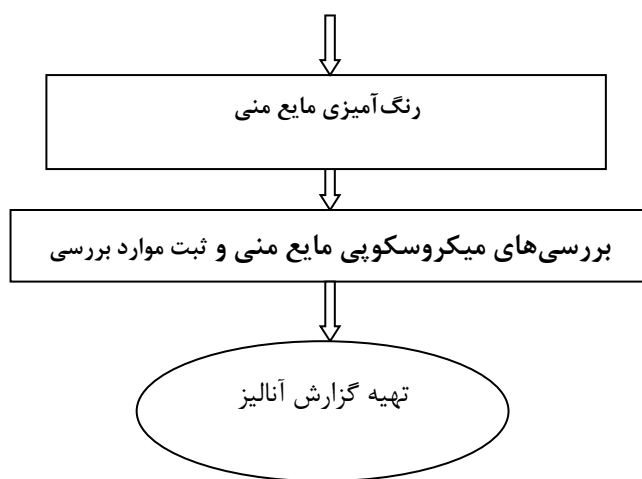 رنگ‌آمیزی مایع منی
بررسی‌های میکروسکوپی مایع منی و ثبت موارد بررسی
تهیه گزارش آنالیز